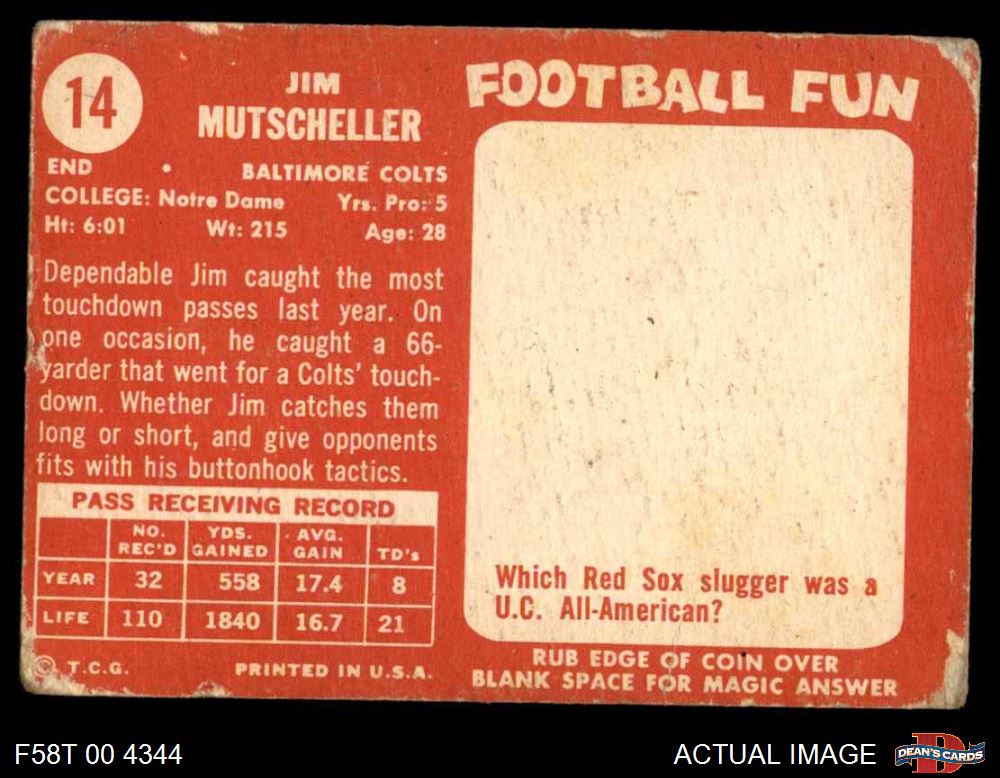 14
JIM
MUTSCHELLER
END • BALTIMORE COLTS
COLLEGE: Notre Dame Yrs. Pro: 5
Ht: 6:01 Wt: 215 Age: 28
Dependable Jim caught the most
touchdown passes last year. On
one occasion, he caught a 66-
yarder that went for a Colts' touch-
down. Whether Jim catches them
long or short, and give opponents
fits with his buttonhook tactics.
PASS RECEIVING RECORD
NO. REC'D YDS. GAINED AVG. GAIN TD's
YEAR 32 558 17.4 8
LIFE 110 1840 16.7 21
© T.C.G. PRINTED IN U.S.A.
FOOTBALL FUN
Which Red Sox slugger was a
U.C. All-American?
RUB EDGE OF COIN OVER
BLANK SPACE FOR MAGIC ANSWER
F58T 00 4344
ACTUAL IMAGE
DEAN'S CARDS